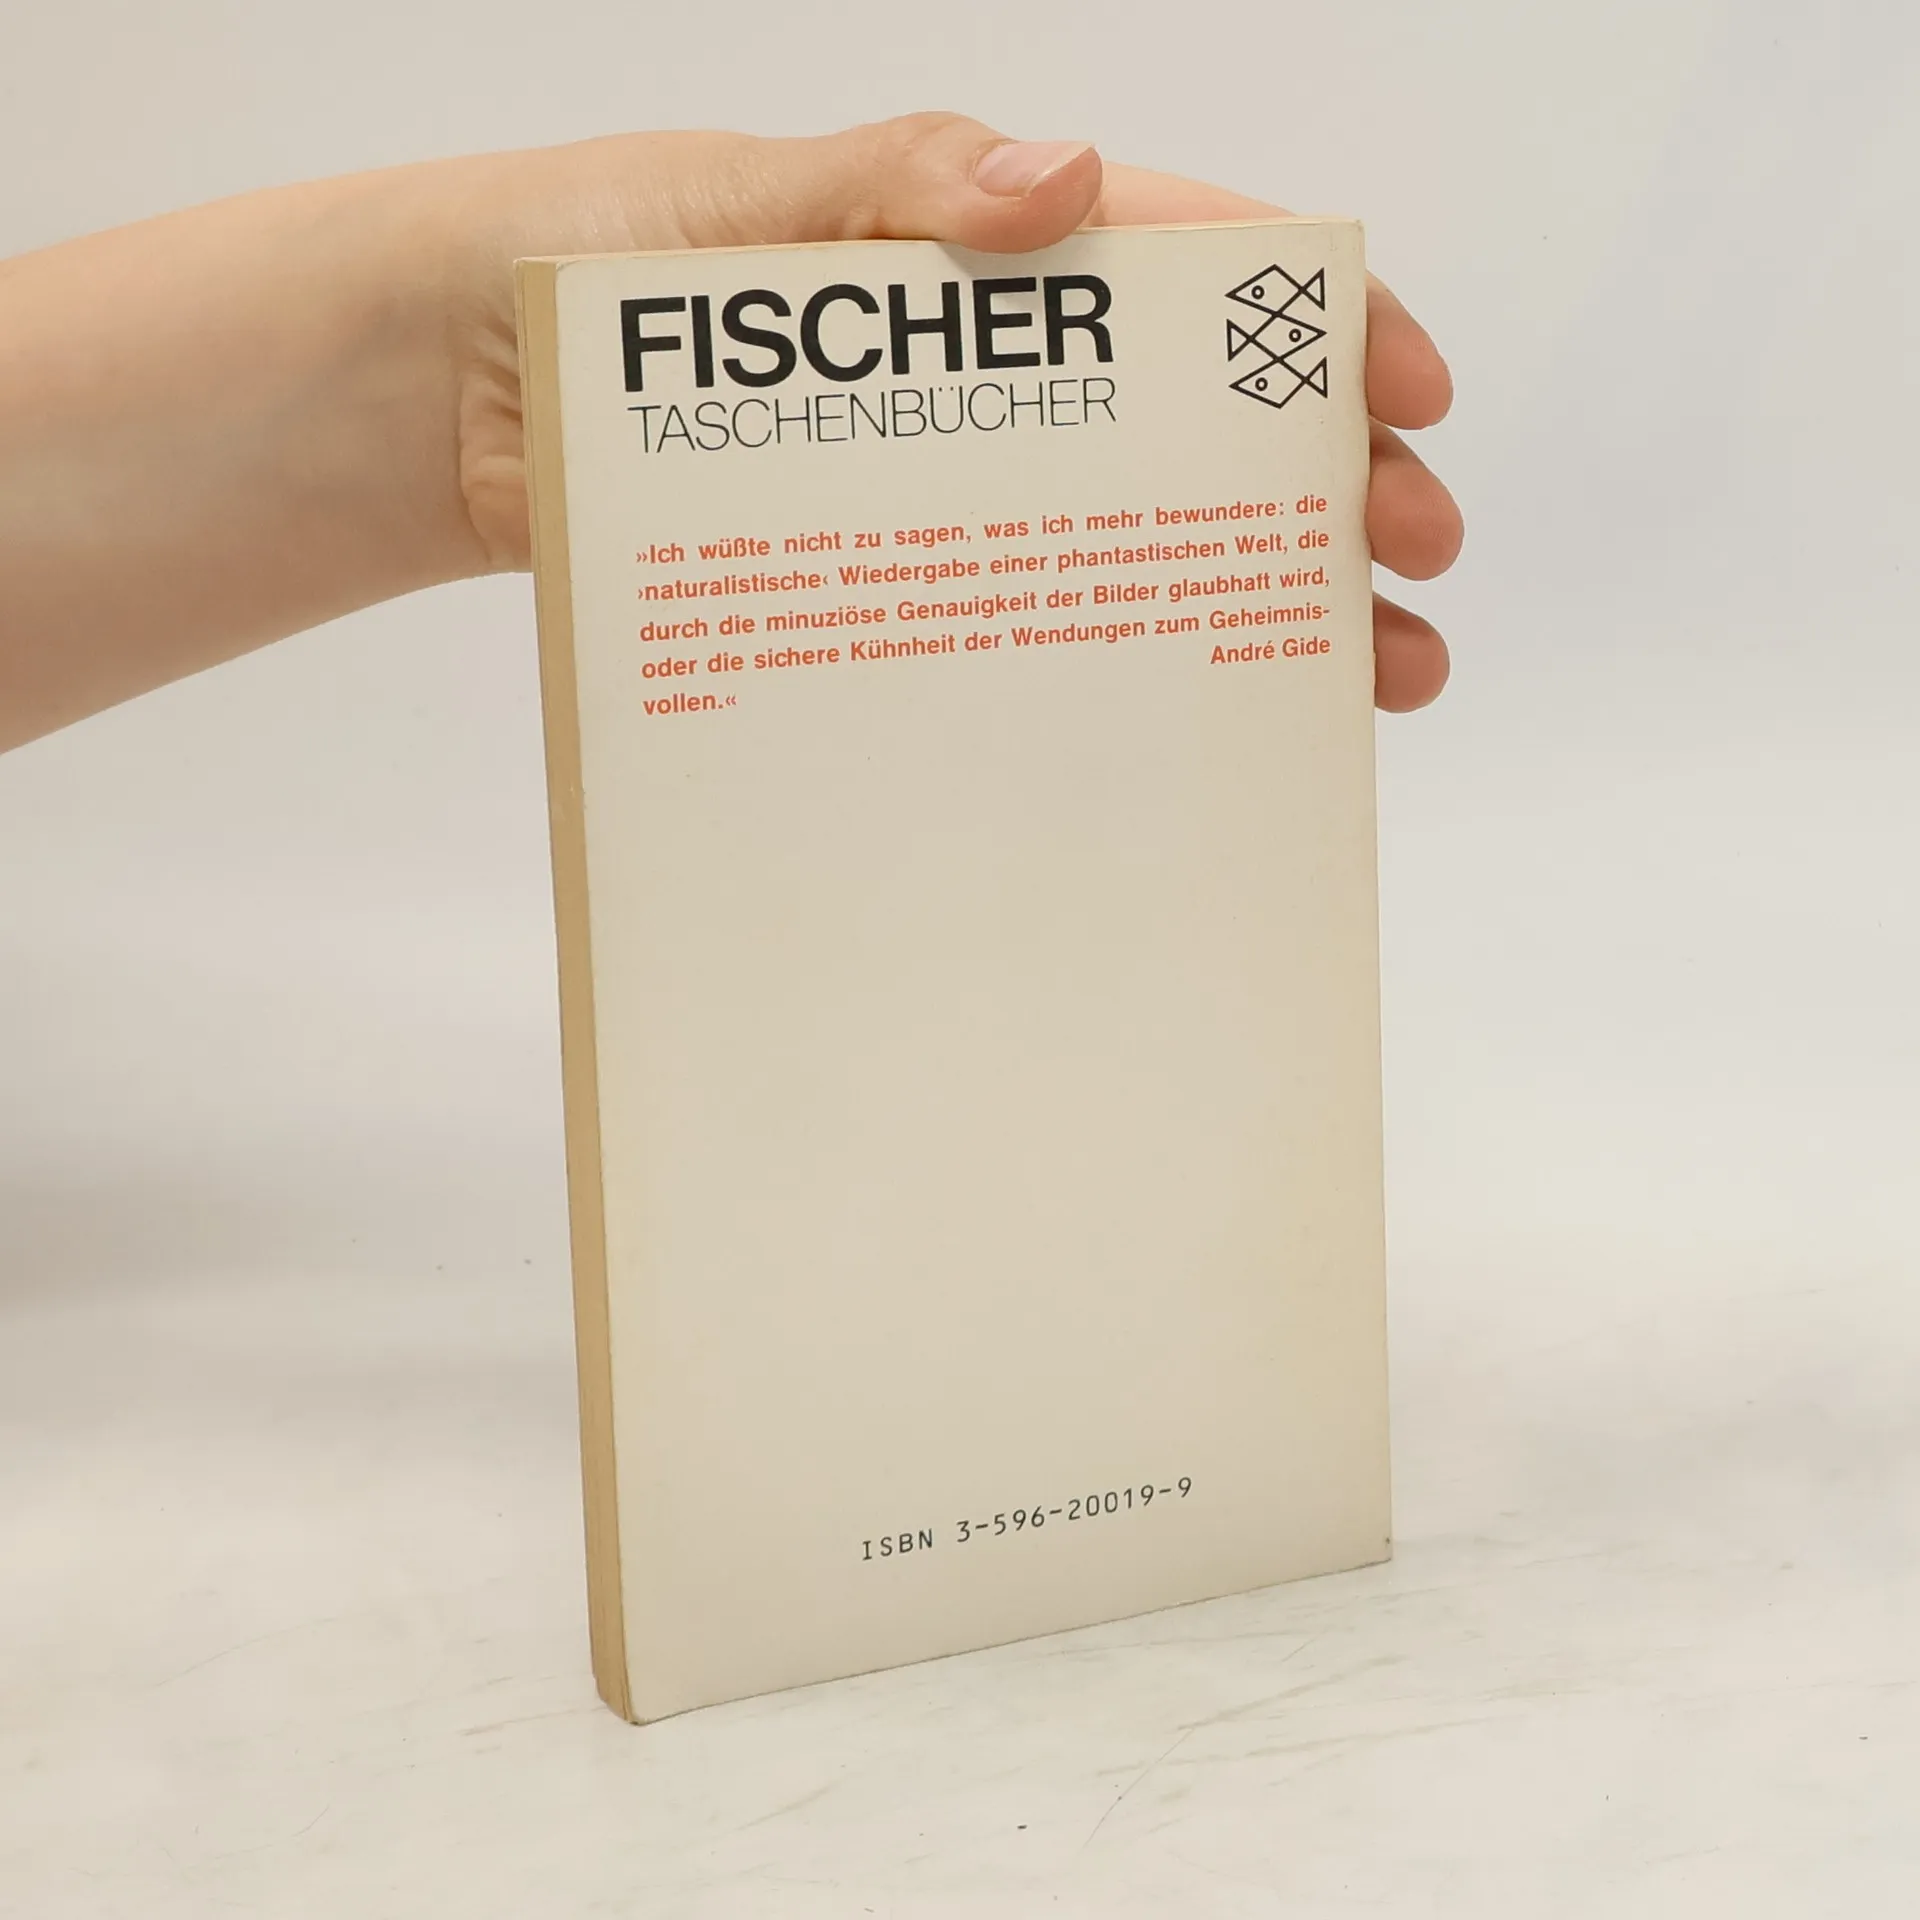 FISCHER
TASCHENBÜCHER
»Ich wüßte nicht zu sagen, was ich mehr bewundere: die
›naturalistische‹ Wiedergabe einer phantastischen Welt, die
durch die minuziöse Genauigkeit der Bilder glaubhaft wird,
oder die sichere Kühnheit der Wendungen zum Geheimnis-
vollen.«
André Gide
ISBN 3-596-20019-9